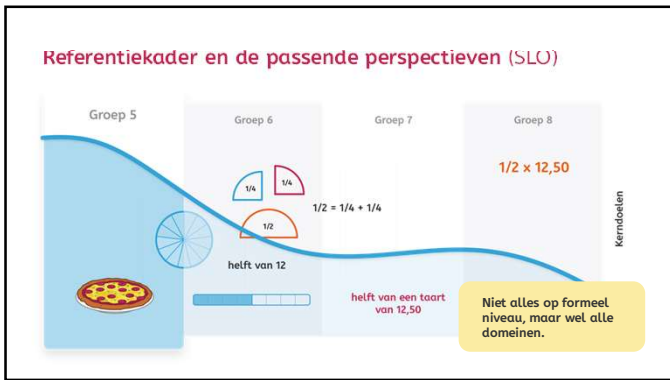 Referentiekader en de passende perspectieven (SLO)
Groep 5
Groep 6
Groep 7
Groep 8
1/4
1/4
1/2
1/2 = 1/4 + 1/4
1/2 x 12,50
helft van 12
helft van een taart
van 12,50
Kerndoelen
Niet alles op formeel
niveau, maar wel alle
domeinen.